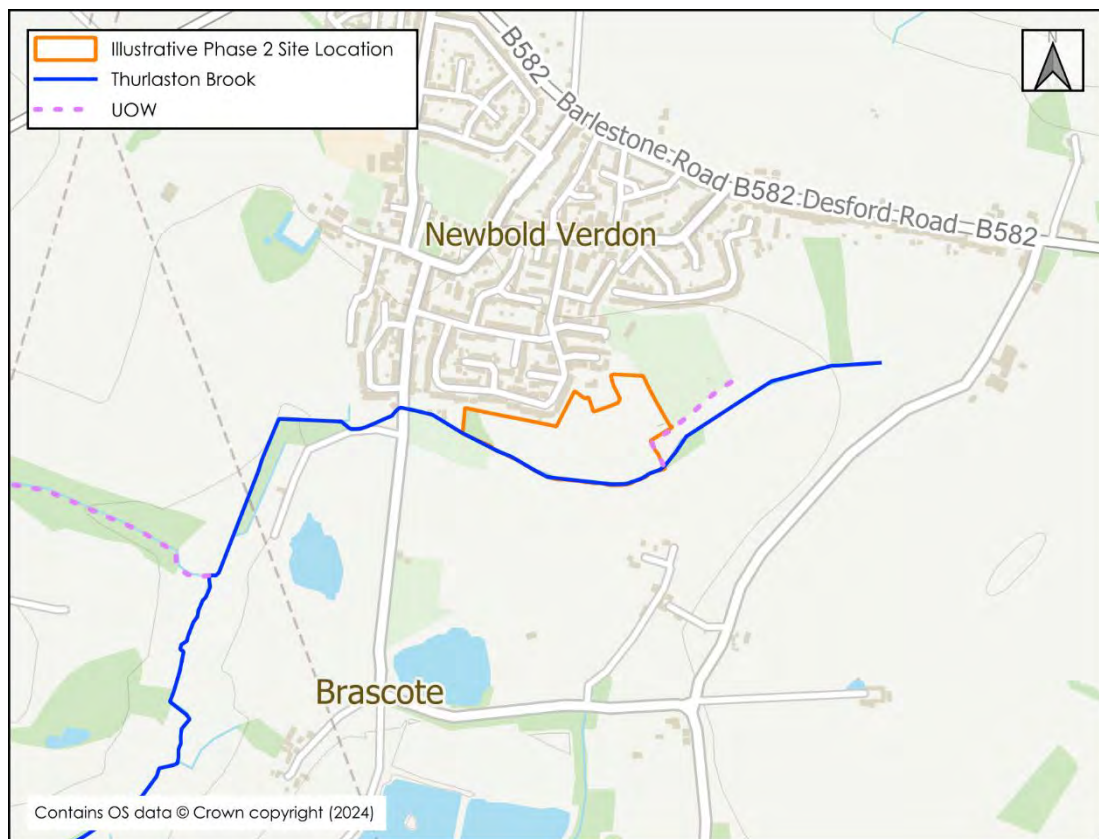 Illustrative Phase 2 Site Location
Thurlaston Brook
UOW
N
B582 Barlestone Road B582 Desford Road B582
Newbold Verdon
Brascote
Contains OS data © Crown copyright (2024)